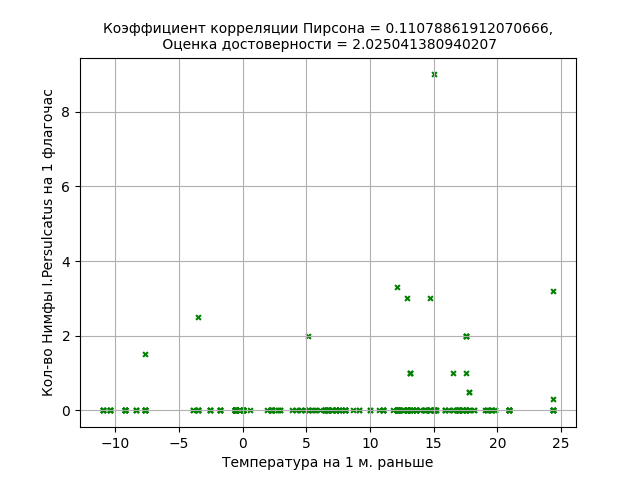 Коэффициент корреляции Пирсона = 0.11078861912070666,
Оценка достоверности = 2.025041380940207
Кол-во Нимфы I.Persulcatus на 1 флагочас
8
6
4
2
0
−10 −5 0 5 10 15 20 25
Температура на 1 м. раньше